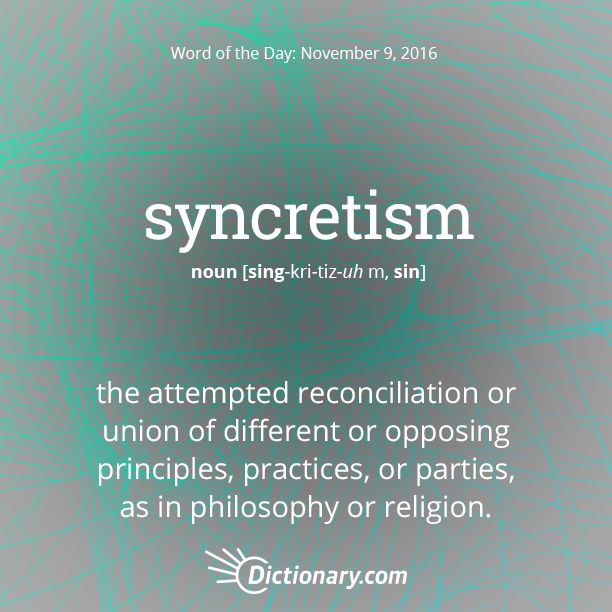 Word of the Day: November 9, 2016
syncretism
noun [sing-kri-tiz-uh m, sin]
the attempted reconciliation or
union of different or opposing
principles, practices, or parties,
as in philosophy or religion.
Dictionary.com